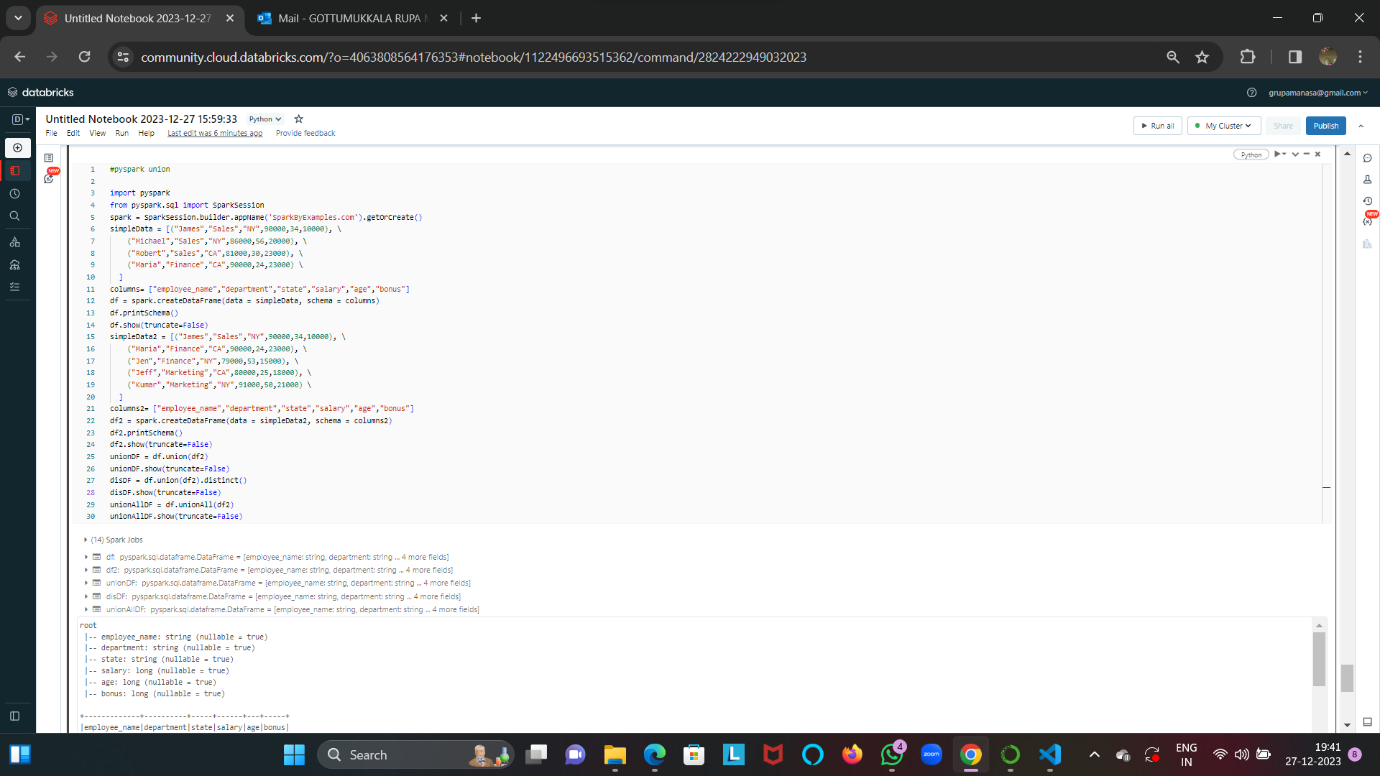 Untitled Notebook 2023-12-27
Mail - GOTTUMUKKALA RUPA M
community.cloud.databricks.com/?o=4063808564176353#notebook/1122496693515362/command/2824222949032023
databricks
grupamanasa@gmail.com
D
Untitled Notebook 2023-12-27 15:59:33 Python
File Edit View Run Help Last edit was 6 minutes ago Provide feedback
Run all My Cluster Share Publish
NEW
NEW
Python
1 #pyspark union
2
3 import pyspark
4 from pyspark.sql import SparkSession
5 spark = SparkSession.builder.appName('SparkByExamples.com').getOrCreate()
6 simpleData = [("James","Sales","NY",90000,34,10000), \
7 ("Michael","Sales","NY",86000,56,20000), \
8 ("Robert","Sales","CA",81000,30,23000), \
9 ("Maria","Finance","CA",90000,24,23000) \
10 ]
11 columns= ["employee_name","department","state","salary","age","bonus"]
12 df = spark.createDataFrame(data = simpleData, schema = columns)
13 df.printSchema()
14 df.show(truncate=False)
15 simpleData2 = [("James","Sales","NY",90000,34,10000), \
16 ("Maria","Finance","CA",90000,24,23000), \
17 ("Jen","Finance","NY",79000,53,15000), \
18 ("Jeff","Marketing","CA",80000,25,18000), \
19 ("Kumar","Marketing","NY",91000,50,21000) \
20 ]
21 columns2= ["employee_name","department","state","salary","age","bonus"]
22 df2 = spark.createDataFrame(data = simpleData2, schema = columns2)
23 df2.printSchema()
24 df2.show(truncate=False)
25 unionDF = df.union(df2)
26 unionDF.show(truncate=False)
27 disDF = df.union(df2).distinct()
28 disDF.show(truncate=False)
29 unionAllDF = df.unionAll(df2)
30 unionAllDF.show(truncate=False)
(14) Spark Jobs
df: pyspark.sql.dataframe.DataFrame = [employee_name: string, department: string ... 4 more fields]
df2: pyspark.sql.dataframe.DataFrame = [employee_name: string, department: string ... 4 more fields]
unionDF: pyspark.sql.dataframe.DataFrame = [employee_name: string, department: string ... 4 more fields]
disDF: pyspark.sql.dataframe.DataFrame = [employee_name: string, department: string ... 4 more fields]
unionAllDF: pyspark.sql.dataframe.DataFrame = [employee_name: string, department: string ... 4 more fields]
root
|-- employee_name: string (nullable = true)
|-- department: string (nullable = true)
|-- state: string (nullable = true)
|-- salary: long (nullable = true)
|-- age: long (nullable = true)
|-- bonus: long (nullable = true)
+-------------+----------+-----+------+---+-----+
|employee_name|department|state|salary|age|bonus|
Search
L
4
zoom
ENG
IN
19:41
27-12-2023
8